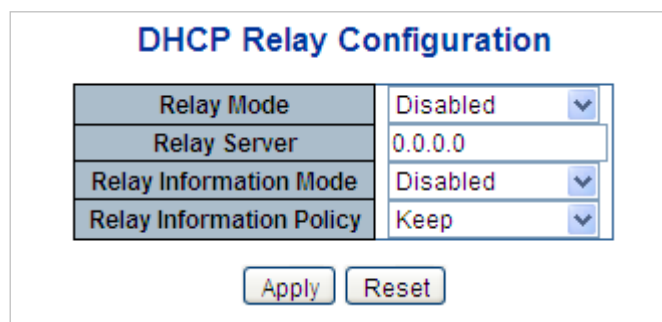 DHCP Relay Configuration
Relay Mode Disabled
Relay Server 0.0.0.0
Relay Information Mode Disabled
Relay Information Policy Keep
Apply Reset